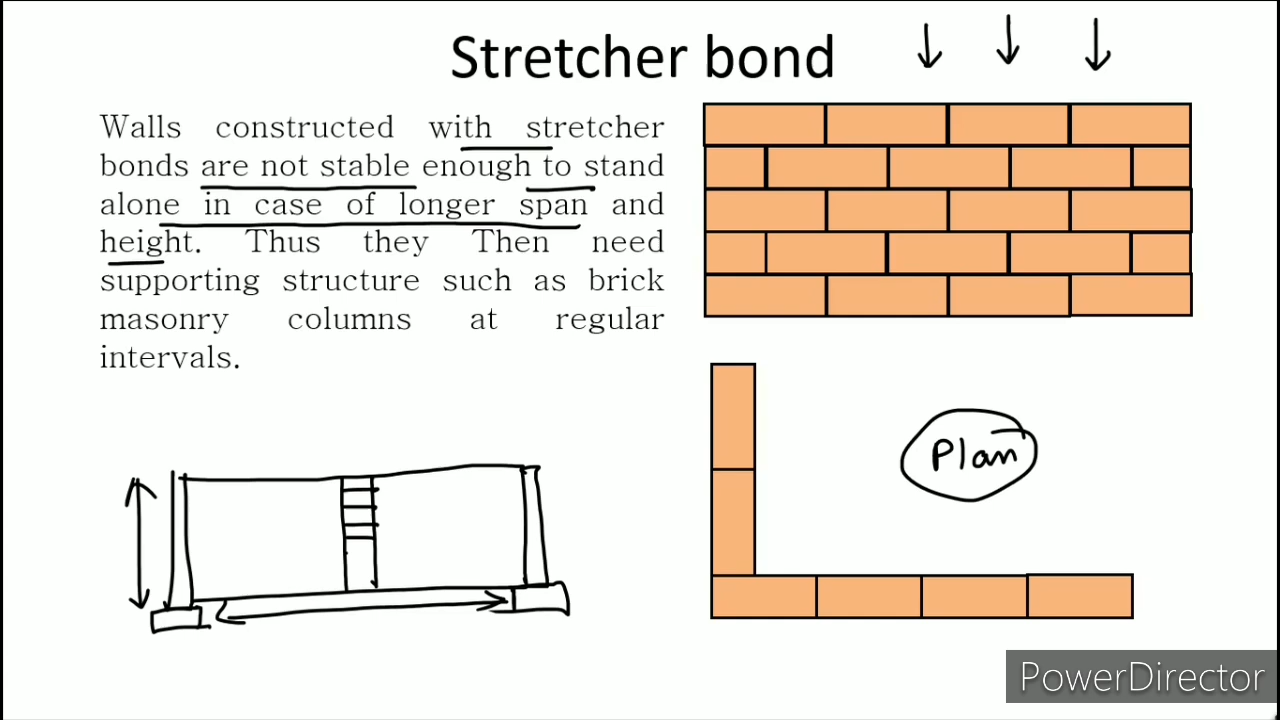 Stretcher bond
Walls constructed with stretcher
bonds are not stable enough to stand
alone in case of longer span and
height. Thus they Then need
supporting structure such as brick
masonry columns at regular
intervals.
Plan
PowerDirector